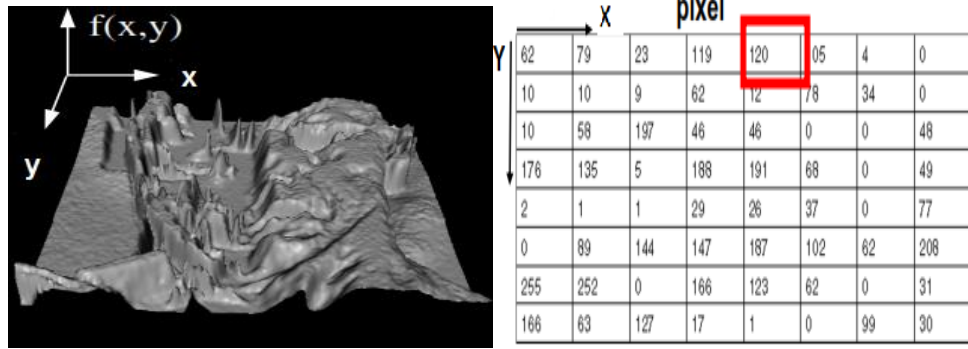 f(x,y)
x
y
pixel
X
Y
62 79 23 119 120 05 4 0
10 10 9 62 12 78 34 0
10 58 197 46 46 0 0 48
176 135 5 188 191 68 0 49
2 1 1 29 26 37 0 77
0 89 144 147 187 102 62 208
255 252 0 166 123 62 0 31
166 63 127 17 1 0 99 30